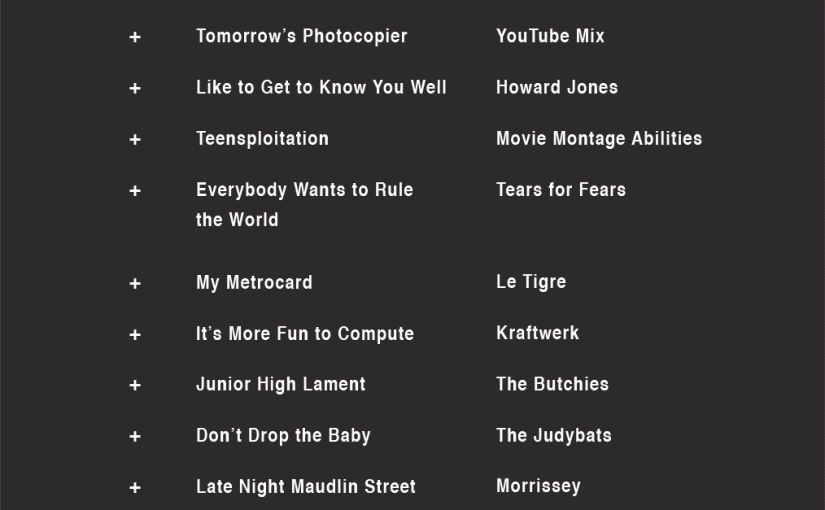 + Tomorrow's Photocopier YouTube Mix
+ Like to Get to Know You Well Howard Jones
+ Teensploitation Movie Montage Abilities
+ Everybody Wants to Rule Tears for Fears
the World
+ My Metrocard Le Tigre
+ It's More Fun to Compute Kraftwerk
+ Junior High Lament The Butchies
+ Don't Drop the Baby The Judybats
+ Late Night Maudlin Street Morrissey